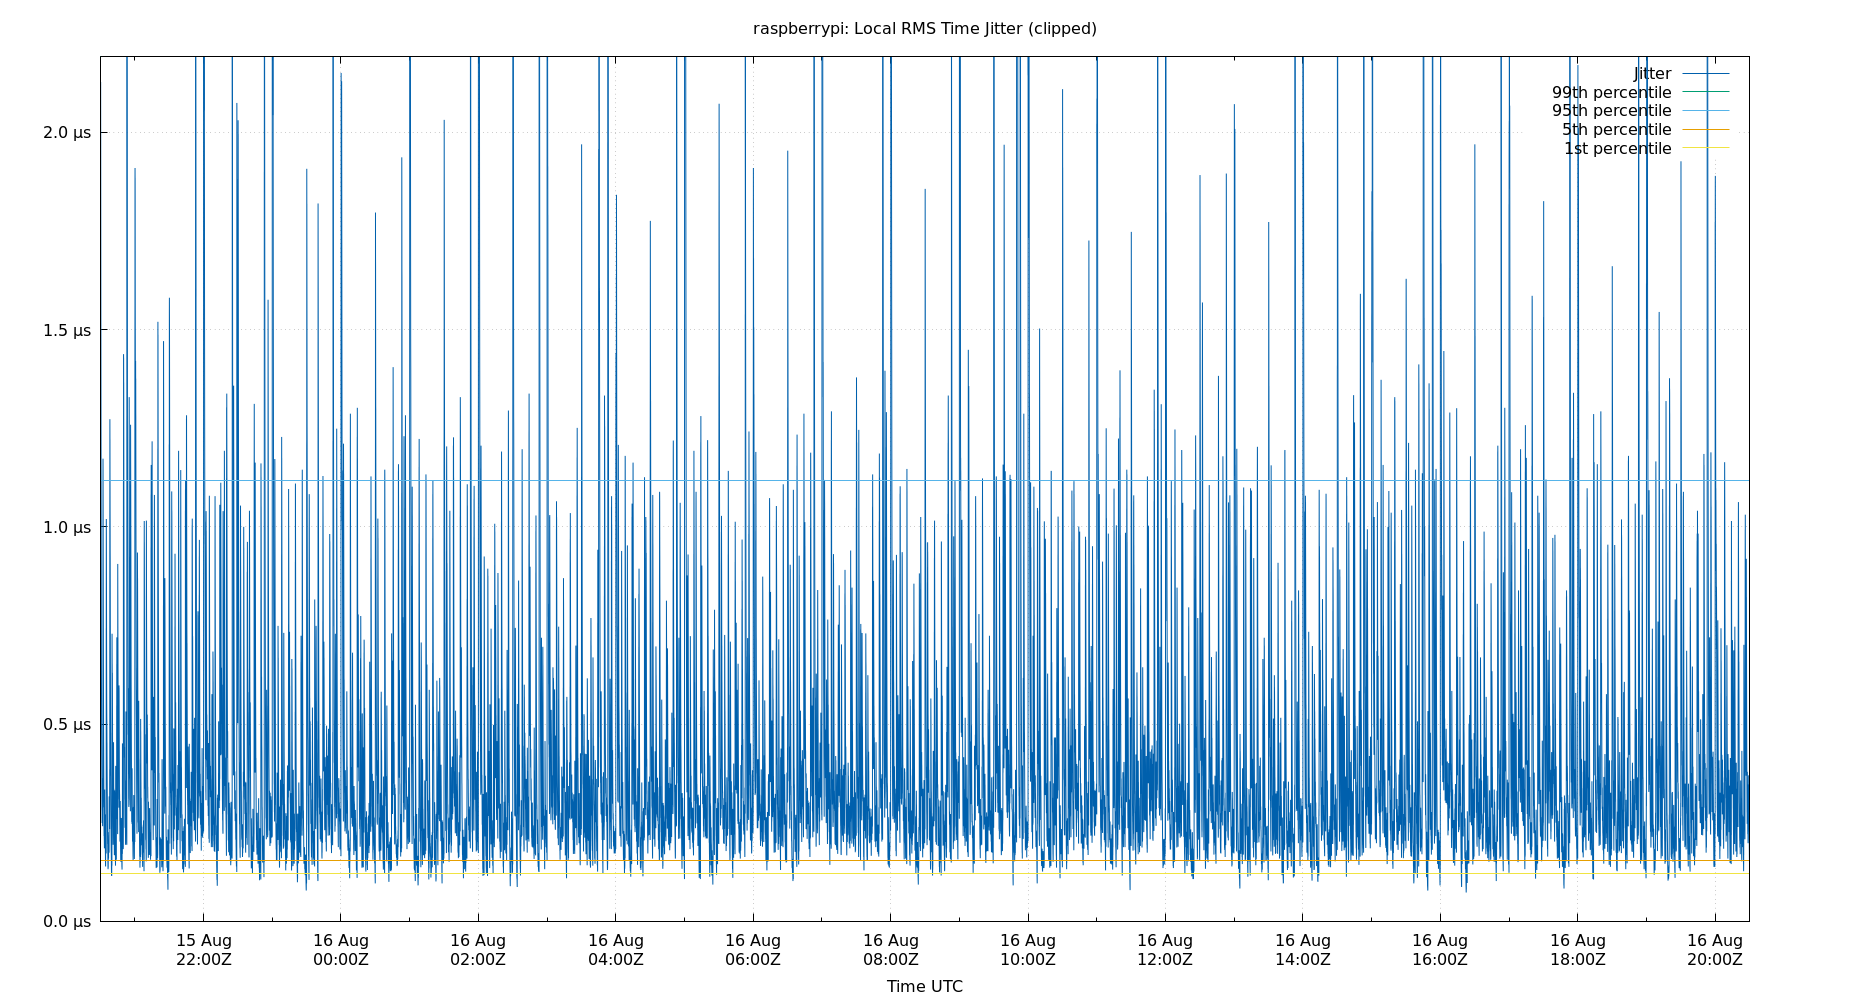 raspberrypi: Local RMS Time Jitter (clipped)
Jitter
99th percentile
95th percentile
5th percentile
1st percentile
2.0 µs
1.5 µs
1.0 µs
0.5 µs
0.0 µs
15 Aug 16 Aug 16 Aug 16 Aug 16 Aug 16 Aug 16 Aug 16 Aug 16 Aug 16 Aug 16 Aug 16 Aug
22:00Z 00:00Z 02:00Z 04:00Z 06:00Z 08:00Z 10:00Z 12:00Z 14:00Z 16:00Z 18:00Z 20:00Z
Time UTC